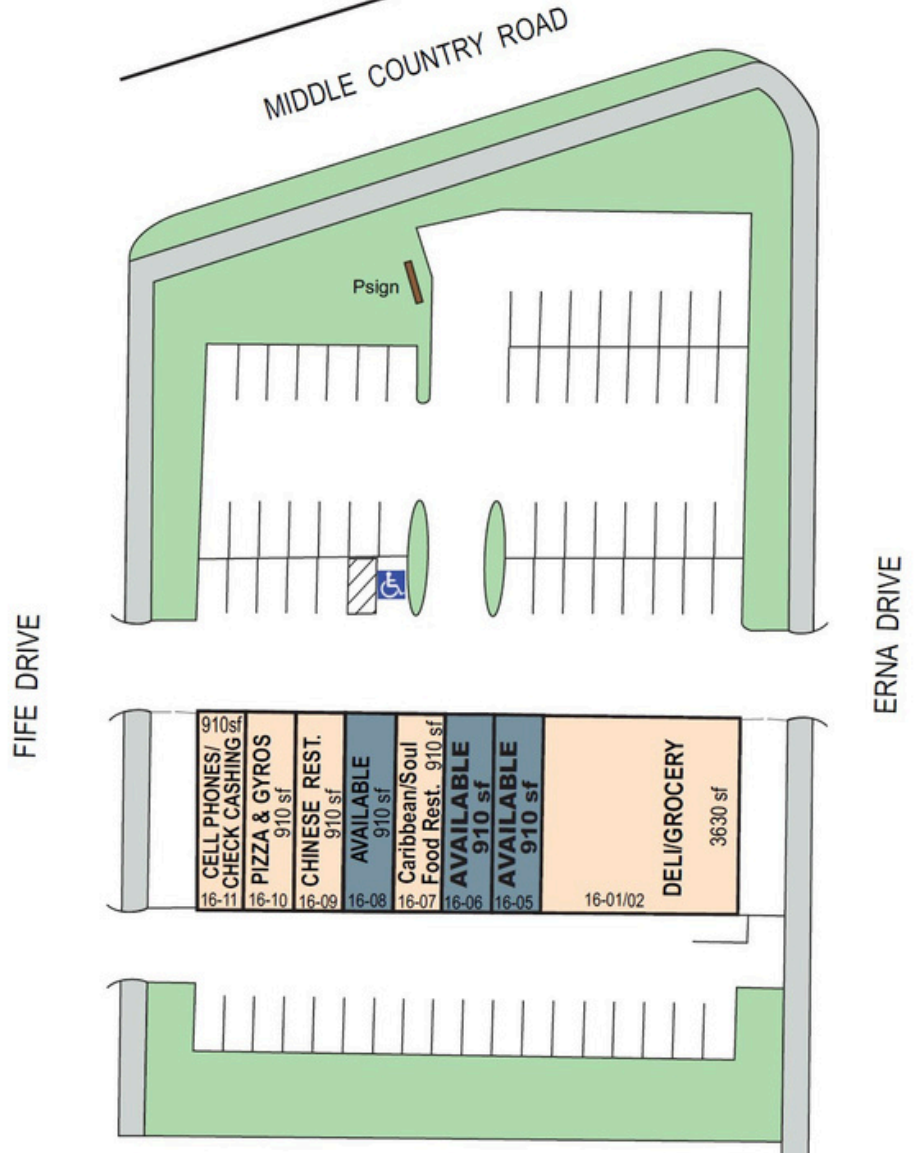 MIDDLE COUNTRY ROAD
Psign
FIFE DRIVE
ERNA DRIVE
910sf
CELL PHONES/
CHECK CASHING
16-11
PIZZA & GYROS
910 sf
16-10
CHINESE REST.
910 sf
16-09
AVAILABLE
910 sf
16-08
Caribbean/Soul
Food Rest. 910 sf
16-07
AVAILABLE
910 sf
16-06
AVAILABLE
910 sf
16-05
DELI/GROCERY
3630 sf
16-01/02